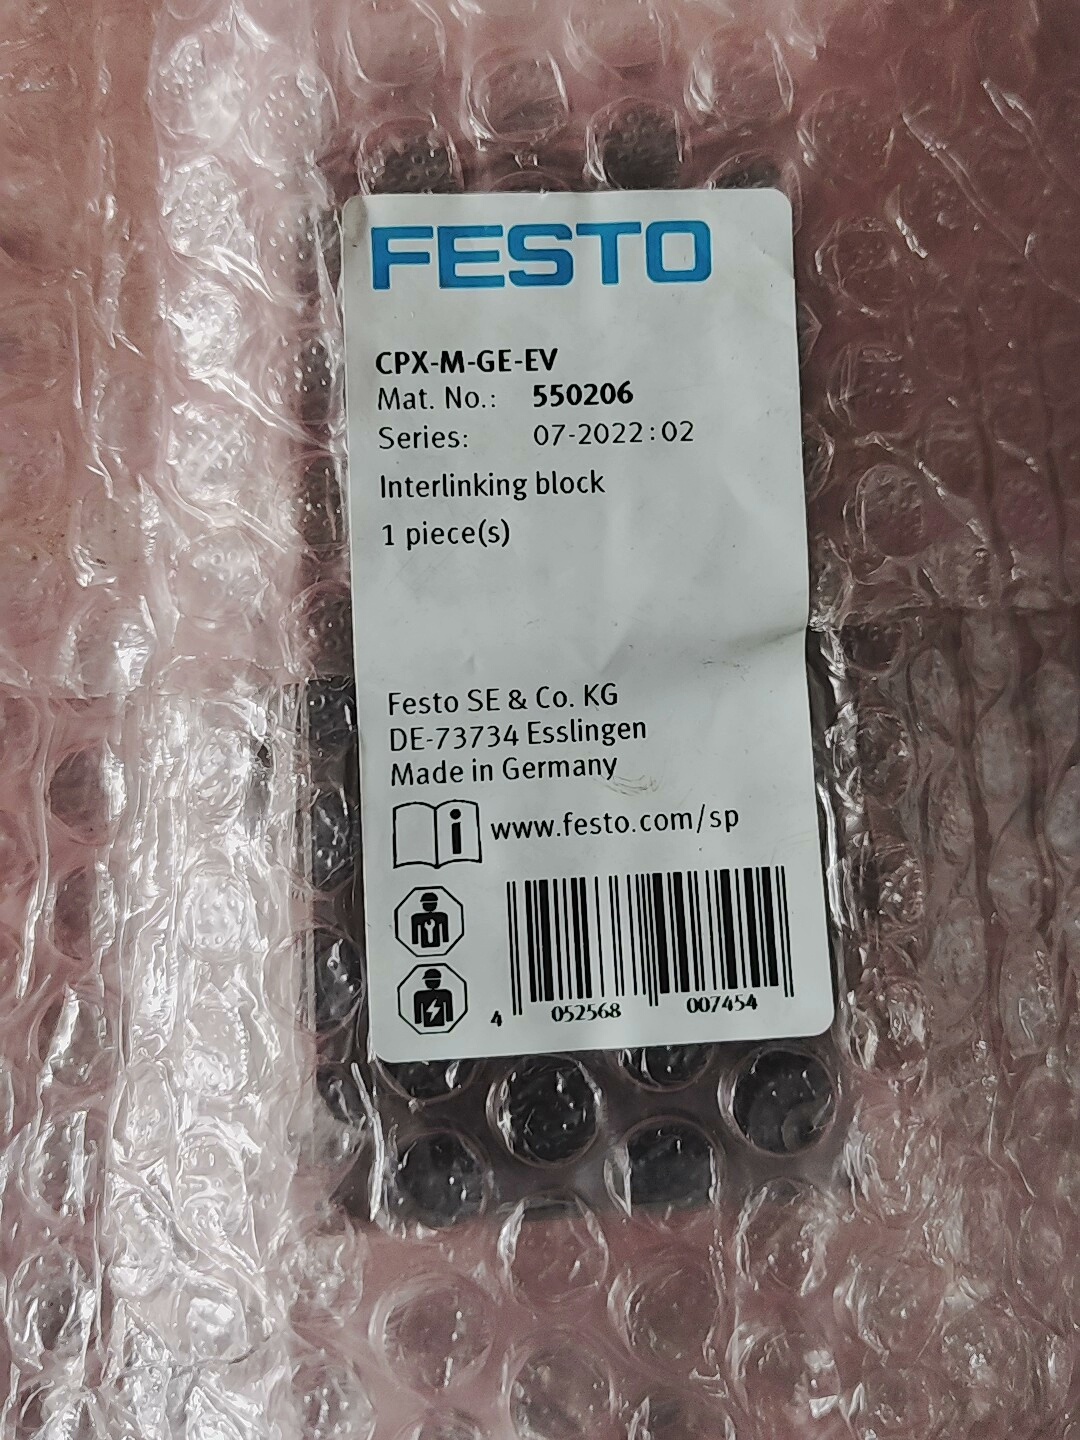 FESTO
CPX-M-GE-EV
Mat. No.: 550206
Series: 07-2022:02
Interlinking block
1 piece(s)
Festo SE & Co. KG
DE-73734 Esslingen
Made in Germany
i www.festo.com/sp
4 052568 007454